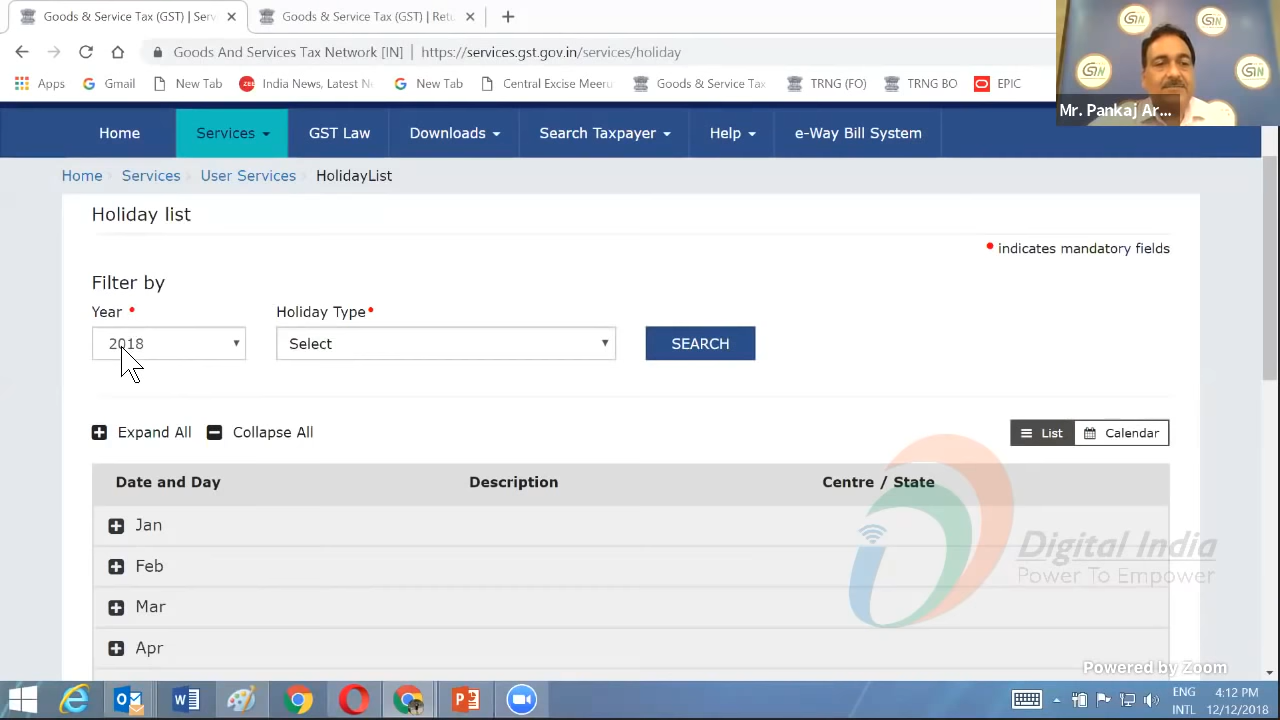 Goods & Service Tax (GST) | Serv
Goods & Service Tax (GST) | Retu
Goods And Services Tax Network [IN] | https://services.gst.gov.in/services/holiday
Apps Gmail New Tab India News, Latest N New Tab Central Excise Meeru Goods & Service Tax TRNG (FO) TRNG BO EPIC
Mr. Pankaj Ar...
Home Services GST Law Downloads Search Taxpayer Help e-Way Bill System
Home Services User Services HolidayList
Holiday list
• indicates mandatory fields
Filter by
Year • Holiday Type•
2018 Select SEARCH
Expand All Collapse All List Calendar
Date and Day Description Centre / State
Jan
Feb
Mar
Apr
Digital India
Power To Empower
Powered by Zoom
ENG 4:12 PM
INTL 12/12/2018